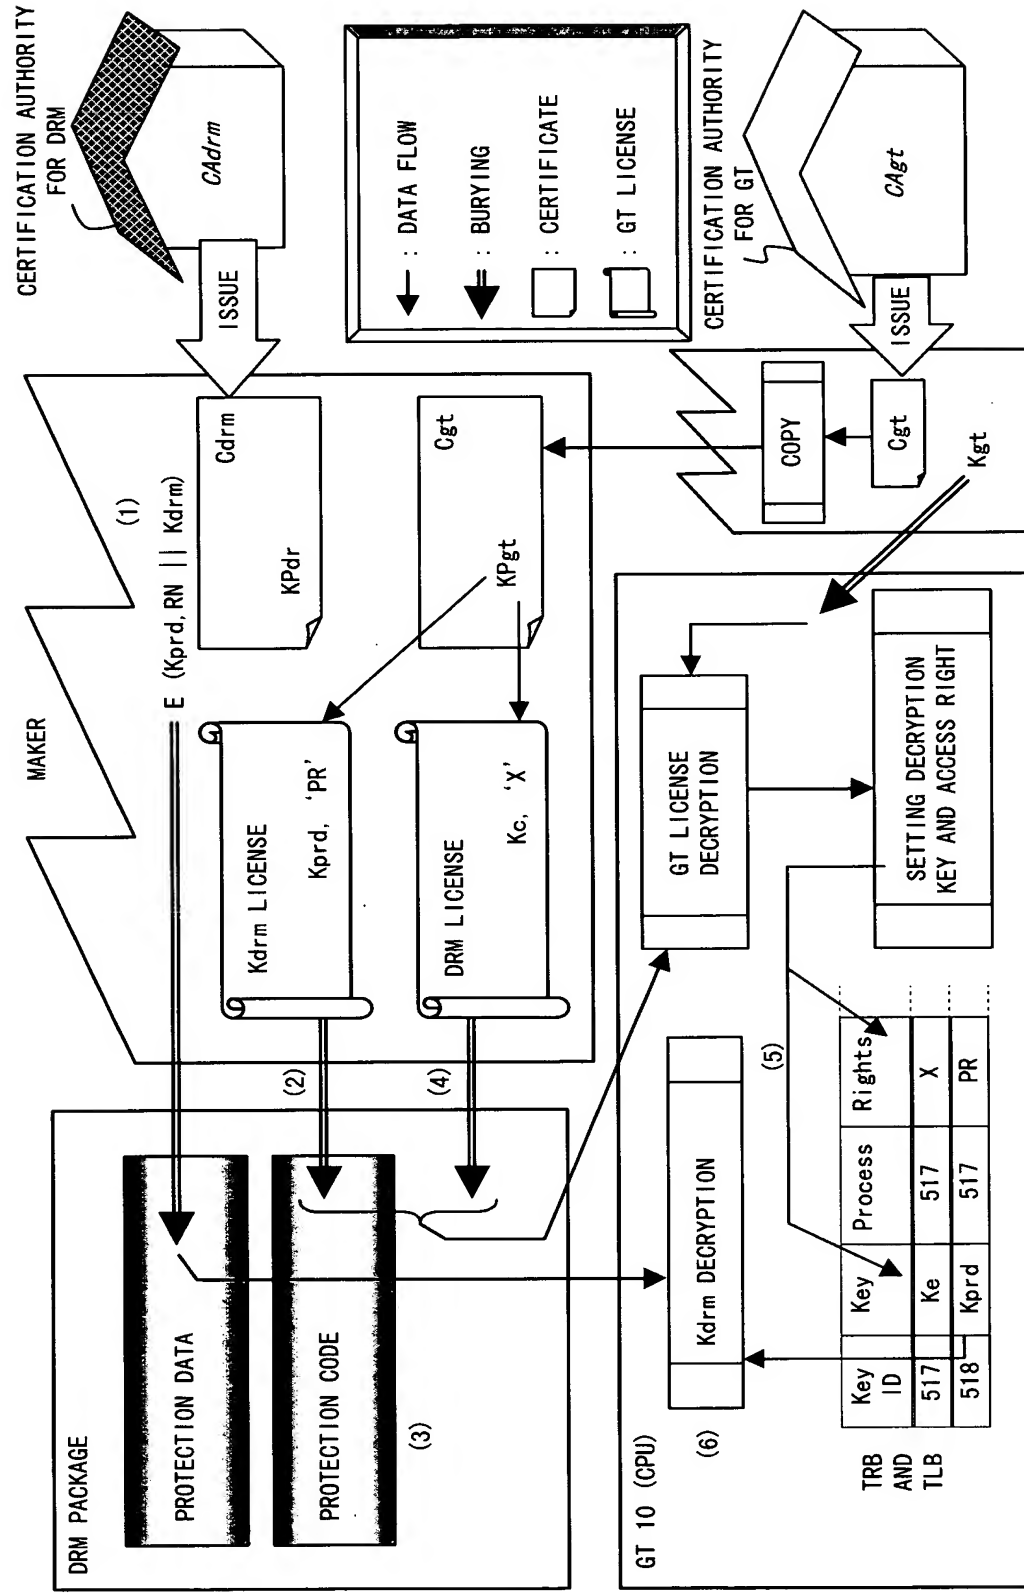 CERTIFICATION AUTHORITY
FOR DRM
CAdrm
ISSUE
: DATA FLOW
: BURYING
: CERTIFICATE
: GT LICENSE
CERTIFICATION AUTHORITY
FOR GT
CAgt
ISSUE
MAKER
(1)
E (Kprd, RN || Kdrm)
Cdrm
KPdr
Cgt
KPgt
COPY
Cgt
Kgt
Kdrm LICENSE
Kprd, 'PR'
DRM LICENSE
Kc, 'X'
(2)
(4)
DRM PACKAGE
PROTECTION DATA
PROTECTION CODE
(3)
GT 10 (CPU)
GT LICENSE
DECRYPTION
SETTING DECRYPTION
KEY AND ACCESS RIGHT
(5)
Kdrm DECRYPTION
(6)
TRB
AND
TLB
Key ID Key Process Rights
517 Ke 517 X
518 Kprd 517 PR